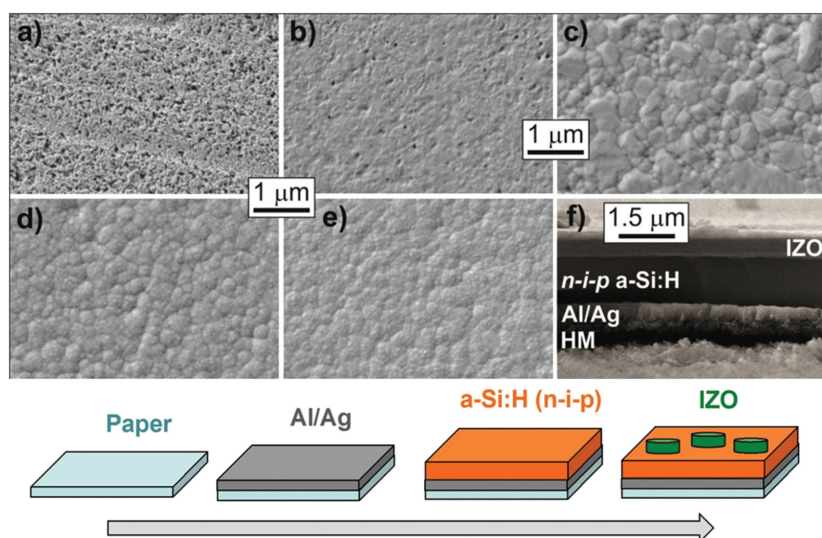 a)
b)
c)
1 μm
1 μm
d)
e)
f)
1.5 μm
IZO
n-i-p a-Si:H
Al/Ag
HM
Paper
Al/Ag
a-Si:H (n-i-p)
IZO